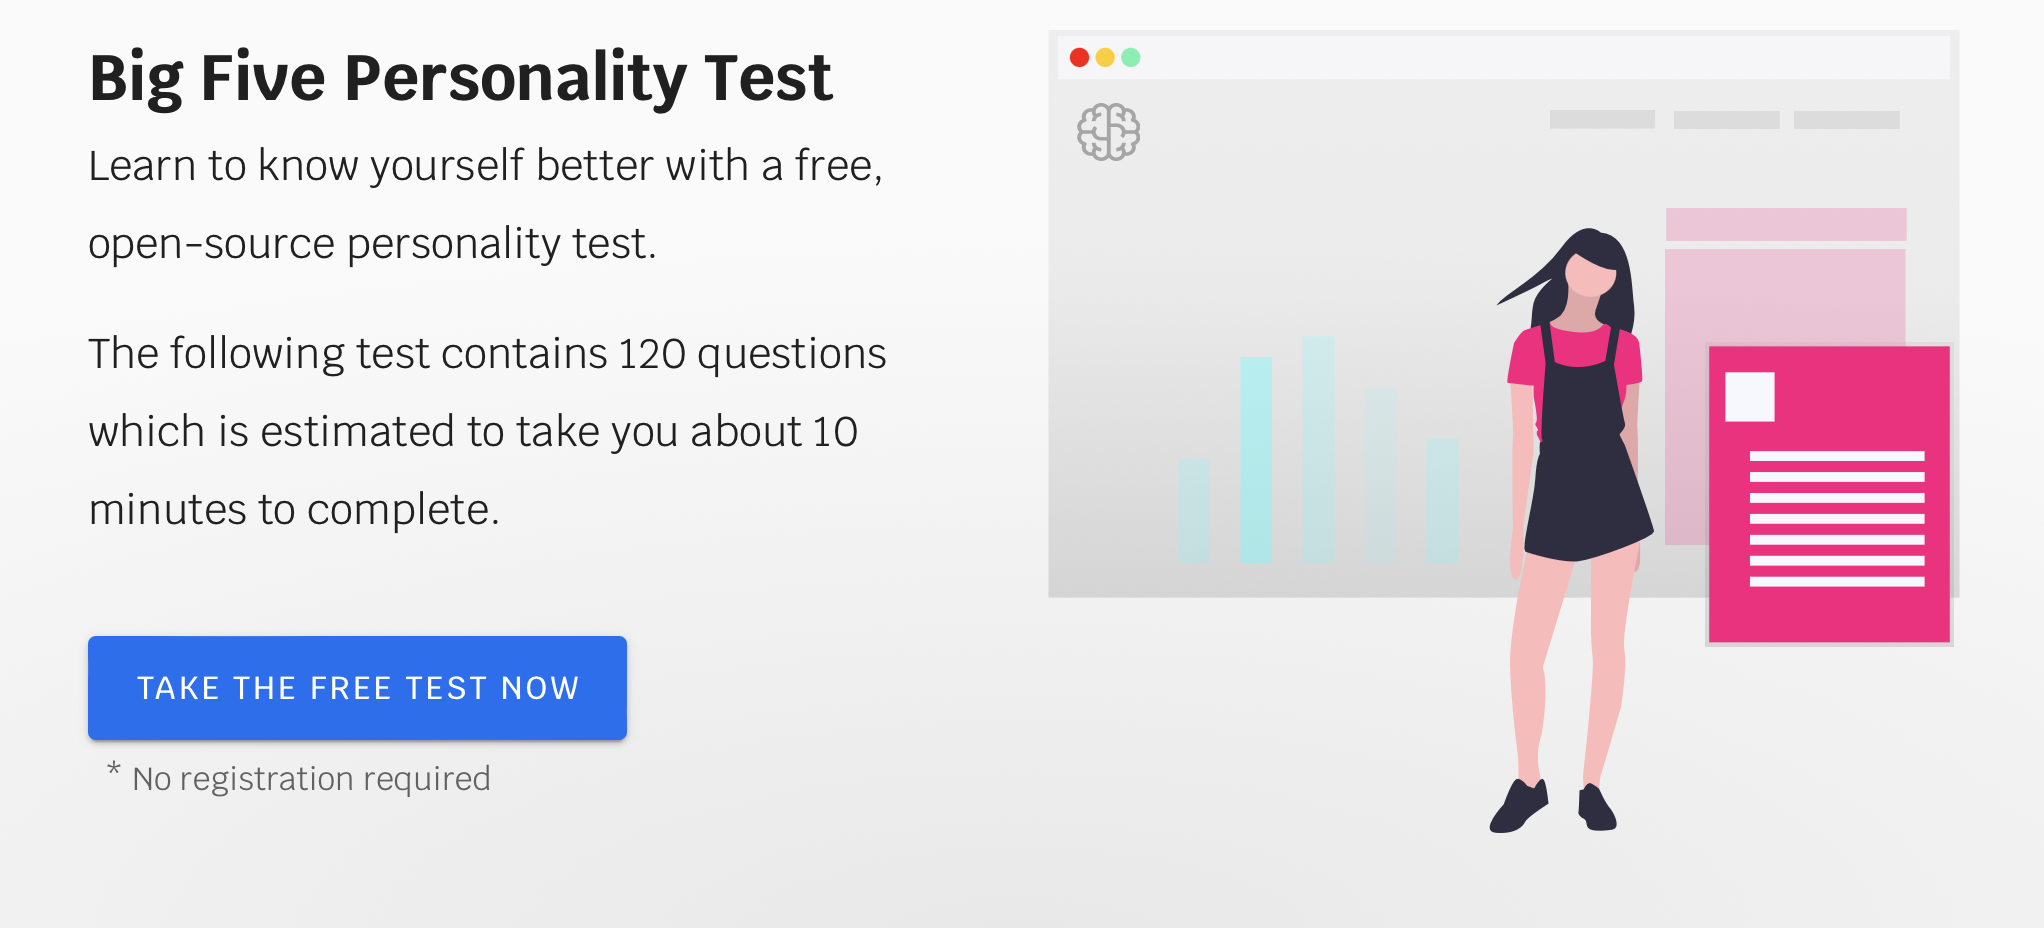 Big Five Personality Test
Learn to know yourself better with a free,
open-source personality test.
The following test contains 120 questions
which is estimated to take you about 10
minutes to complete.
TAKE THE FREE TEST NOW
* No registration required